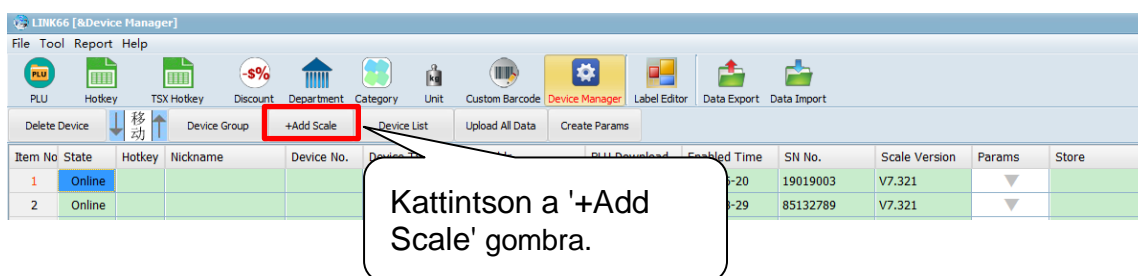 LINK66 [&Device Manager]
File Tool Report Help
PLU
-$%
kg
PLU Hotkey TSX Hotkey Discount Department Category Unit Custom Barcode Device Manager Label Editor Data Export Data Import
Delete Device 移动 Device Group +Add Scale Device List Upload All Data Create Params
Item No State Hotkey Nickname Device No. PLU Download Enabled Time SN No. Scale Version Params Store
1 Online 19019003 V7.321
2 Online 85132789 V7.321
Kattintson a '+Add
Scale' gombra.